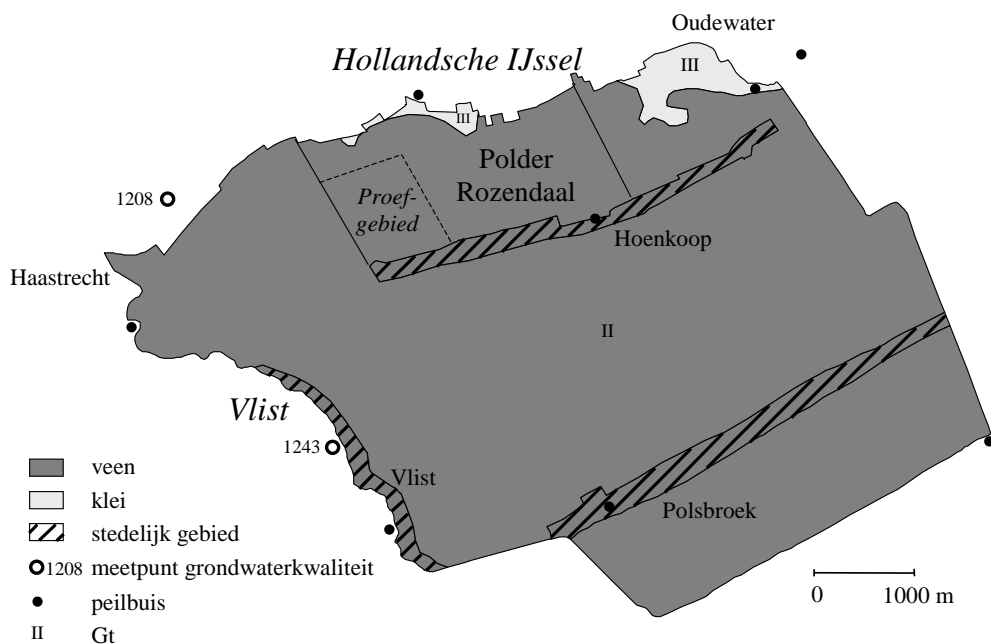 Oudewater
Hollandsche IJssel
III
III
Polder
Rozendaal
Proef-
gebied
1208
Hoenkoop
Haastrecht
II
Vlist
1243
Vlist
Polsbroek
veen
klei
stedelijk gebied
1208 meetpunt grondwaterkwaliteit
peilbuis
II Gt
0 1000 m